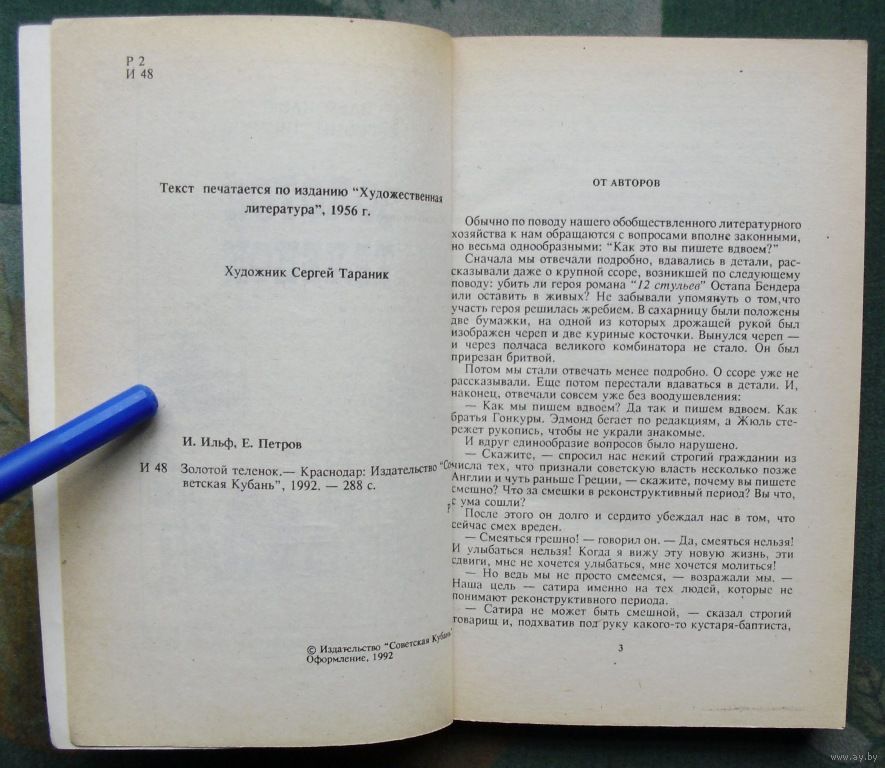 Р 2
И 48
Текст печатается по изданию “Художественная
литература”, 1956 г.
Художник Сергей Тараник
И. Ильф, Е. Петров
И 48 Золотой теленок.— Краснодар: Издательство “Со
ветская Кубань”, 1992. — 288 с.
© Издательство “Советская Кубань”
Оформление, 1992
ОТ АВТОРОВ
Обычно по поводу нашего обобществленного литературного
хозяйства к нам обращаются с вопросами вполне законными,
но весьма однообразными: “Как это вы пишете вдвоем?”
Сначала мы отвечали подробно, вдавались в детали, рас-
сказывали даже о крупной ссоре, возникшей по следующему
поводу: убить ли героя романа “12 стульев” Остапа Бендера
или оставить в живых? Не забывали упомянуть о том,что
участь героя решилась жребием. В сахарницу были положены
две бумажки, на одной из которых дрожащей рукой был
изображен череп и две куриные косточки. Вынулся череп —
и через полчаса великого комбинатора не стало. Он был
прирезан бритвой.
Потом мы стали отвечать менее подробно. О ссоре уже не
рассказывали. Еще потом перестали вдаваться в детали. И,
наконец, отвечали совсем уже без воодушевления:
— Как мы пишем вдвоем? Да так и пишем вдвоем. Как
братья Гонкуры. Эдмонд бегает по редакциям, а Жюль сте-
режет рукопись, чтобы не украли знакомые.
И вдруг единообразие вопросов было нарушено.
— Скажите, — спросил нас некий строгий гражданин из
числа тех, что признали советскую власть несколько позже
Англии и чуть раньше Греции, — скажите, почему вы пишете
смешно? Что за смешки в реконструктивный период? Вы что,
с ума сошли?
После этого он долго и сердито убеждал нас в том, что
сейчас смех вреден.
— Смеяться грешно! — говорил он. — Да, смеяться нельзя!
И улыбаться нельзя! Когда я вижу эту новую жизнь, эти
сдвиги, мне не хочется улыбаться, мне хочется молиться!
— Но ведь мы не просто смеемся, — возражали мы. —
Наша цель — сатира именно на тех людей, которые не
понимают реконструктивного периода.
— Сатира не может быть смешной, — сказал строгий
товарищ и, подхватив под руку какого-то кустаря-баптиста,
3
www.ay.by